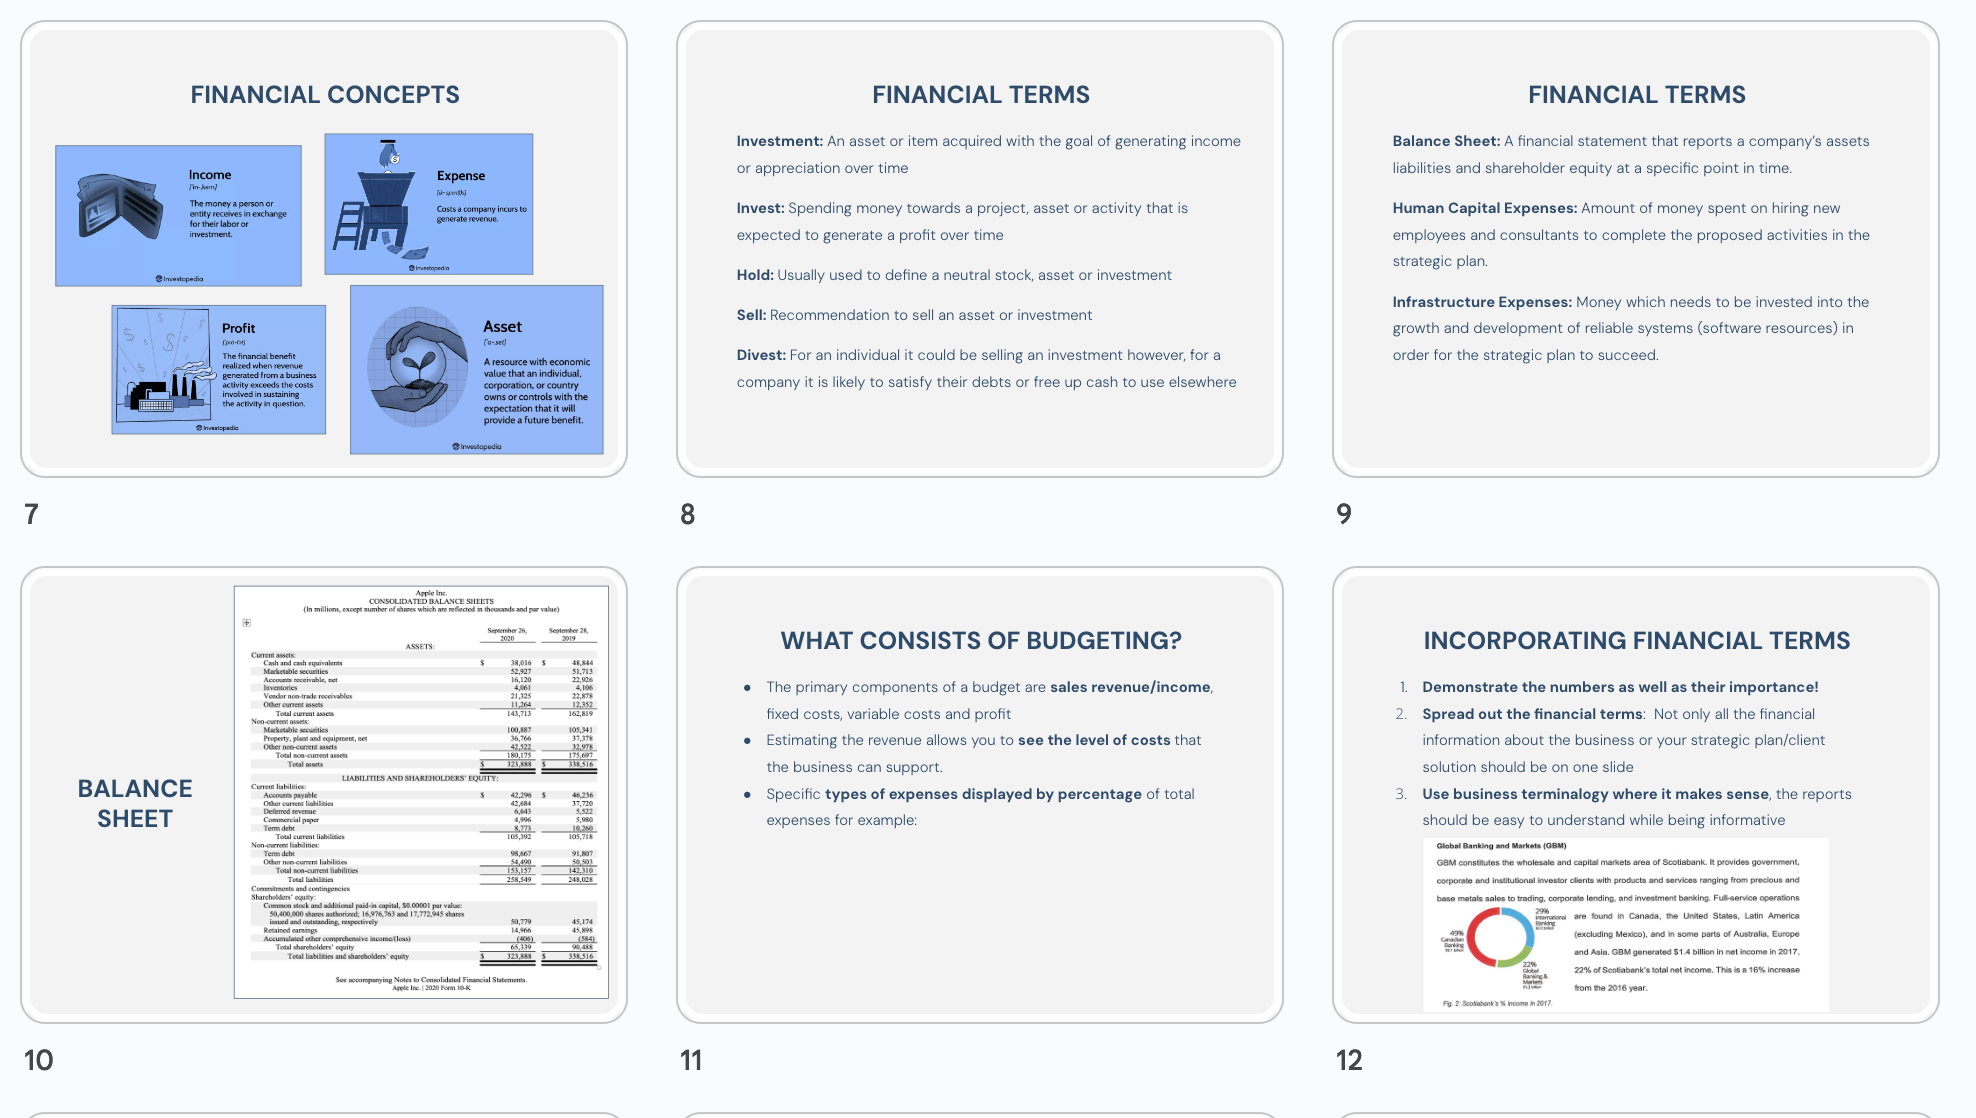 FINANCIAL CONCEPTS
Income
The money a person or
entity receives in exchange
for their labor or
investment.
Investopedia
Expense
Costs a company incurs to
generate revenue.
Investopedia
Profit
The financial benefit
realized when revenue
generated from a business
activity exceeds the costs
involved in sustaining
the activity in question.
Investopedia
Asset
A resource with economic
value that an individual,
corporation, or country
owns or controls with the
expectation that it will
provide a future benefit.
Investopedia
7
FINANCIAL TERMS
Investment: An asset or item acquired with the goal of generating income
or appreciation over time
Invest: Spending money towards a project, asset or activity that is
expected to generate a profit over time
Hold: Usually used to define a neutral stock, asset or investment
Sell: Recommendation to sell an asset or investment
Divest: For an individual it could be selling an investment however, for a
company it is likely to satisfy their debts or free up cash to use elsewhere
8
FINANCIAL TERMS
Balance Sheet: A financial statement that reports a company's assets
liabilities and shareholder equity at a specific point in time.
Human Capital Expenses: Amount of money spent on hiring new
employees and consultants to complete the proposed activities in the
strategic plan.
Infrastructure Expenses: Money which needs to be invested into the
growth and development of reliable systems (software resources) in
order for the strategic plan to succeed.
9
BALANCE
SHEET
Apple Inc.
CONSOLIDATED BALANCE SHEETS
(In millions, except number of shares which are reflected in thousands and par value)
September 26, September 28,
2020 2019
ASSETS:
Current assets:
Cash and cash equivalents $ 38,016 $ 48,844
Marketable securities 52,927 51,713
Accounts receivable, net 16,120 22,926
Inventories 4,061 4,106
Vendor non-trade receivables 21,325 22,878
Other current assets 11,264 12,352
Total current assets 143,713 162,819
Non-current assets:
Marketable securities 100,887 105,341
Property, plant and equipment, net 36,766 37,378
Other non-current assets 42,522 32,978
Total non-current assets 180,175 175,697
Total assets $ 323,888 $ 338,516
LIABILITIES AND SHAREHOLDERS' EQUITY:
Current liabilities:
Accounts payable $ 42,296 $ 46,236
Other current liabilities 42,684 37,720
Deferred revenue 6,643 5,522
Commercial paper 4,996 5,980
Term debt 8,773 10,260
Total current liabilities 105,392 105,718
Non-current liabilities:
Term debt 98,667 91,807
Other non-current liabilities 54,490 50,503
Total non-current liabilities 153,157 142,310
Total liabilities 258,549 248,028
Commitments and contingencies
Shareholders' equity:
Common stock and additional paid-in capital, $0.00001 par value:
50,400,000 shares authorized; 16,976,763 and 17,772,945 shares
issued and outstanding, respectively 50,779 45,174
Retained earnings 14,966 45,898
Accumulated other comprehensive income/(loss) (406) (584)
Total shareholders' equity 65,339 90,488
Total liabilities and shareholders' equity $ 323,888 $ 338,516
See accompanying Notes to Consolidated Financial Statements.
Apple Inc. | 2020 Form 10-K
10
WHAT CONSISTS OF BUDGETING?
● The primary components of a budget are sales revenue/income,
fixed costs, variable costs and profit
● Estimating the revenue allows you to see the level of costs that
the business can support.
● Specific types of expenses displayed by percentage of total
expenses for example:
11
INCORPORATING FINANCIAL TERMS
1. Demonstrate the numbers as well as their importance!
2. Spread out the financial terms: Not only all the financial
information about the business or your strategic plan/client
solution should be on one slide
3. Use business terminalogy where it makes sense, the reports
should be easy to understand while being informative
Global Banking and Markets (GBM)
GBM constitutes the wholesale and capital markets area of Scotiabank. It provides government,
corporate and institutional investor clients with products and services ranging from precious and
base metals sales to trading, corporate lending, and investment banking. Full-service operations
are found in Canada, the United States, Latin America
(excluding Mexico), and in some parts of Australia, Europe
and Asia. GBM generated $1.4 billion in net income in 2017,
22% of Scotiabank's total net income. This is a 16% increase
from the 2016 year.
29%
International
Banking
49%
Canadian
Banking
22%
Global
Banking &
Markets
Fig. 2: Scotiabank's % Income in 2017.
12